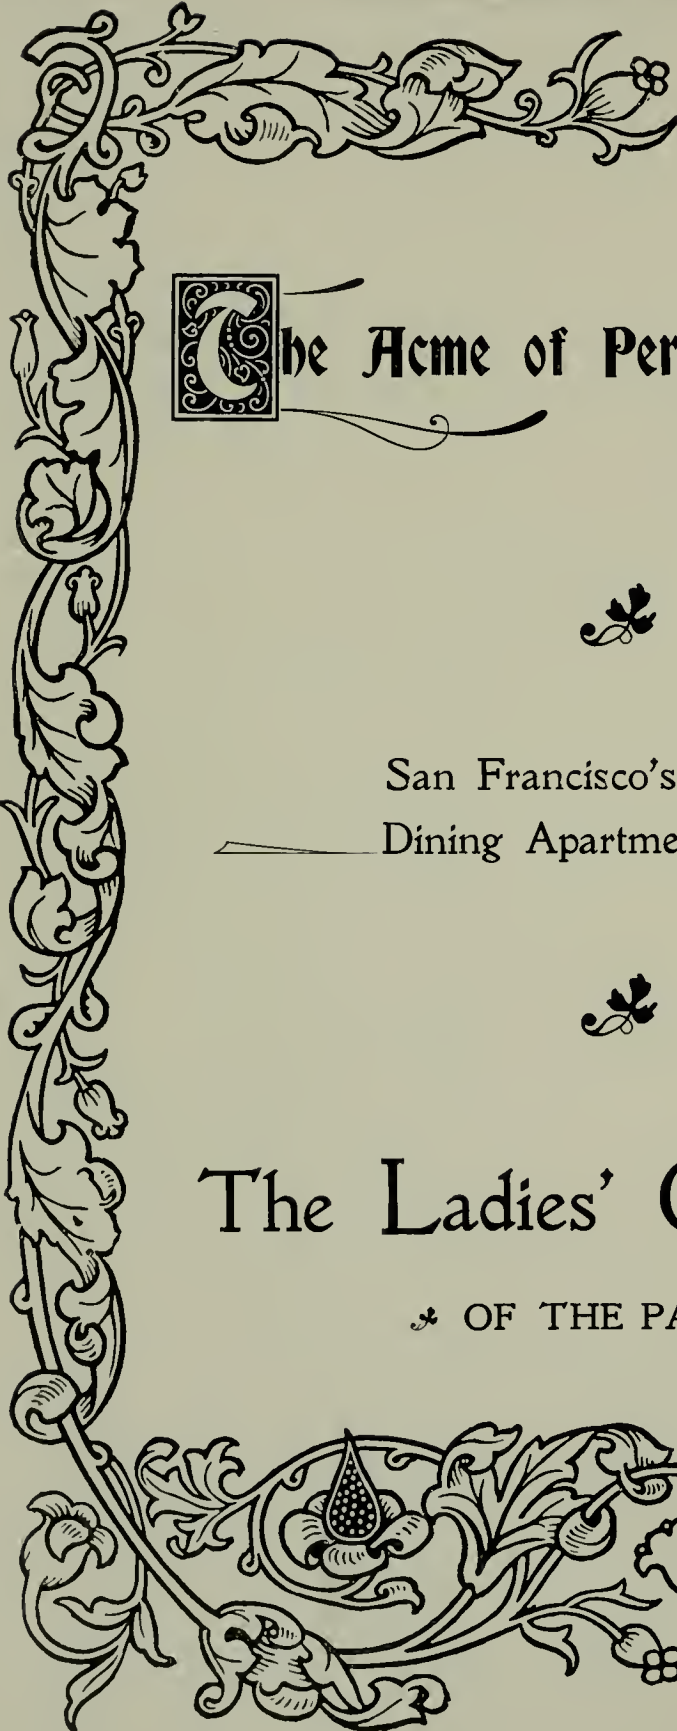 The Acme of Per
San Francisco's
Dining Apartme
The Ladies'
OF THE PA